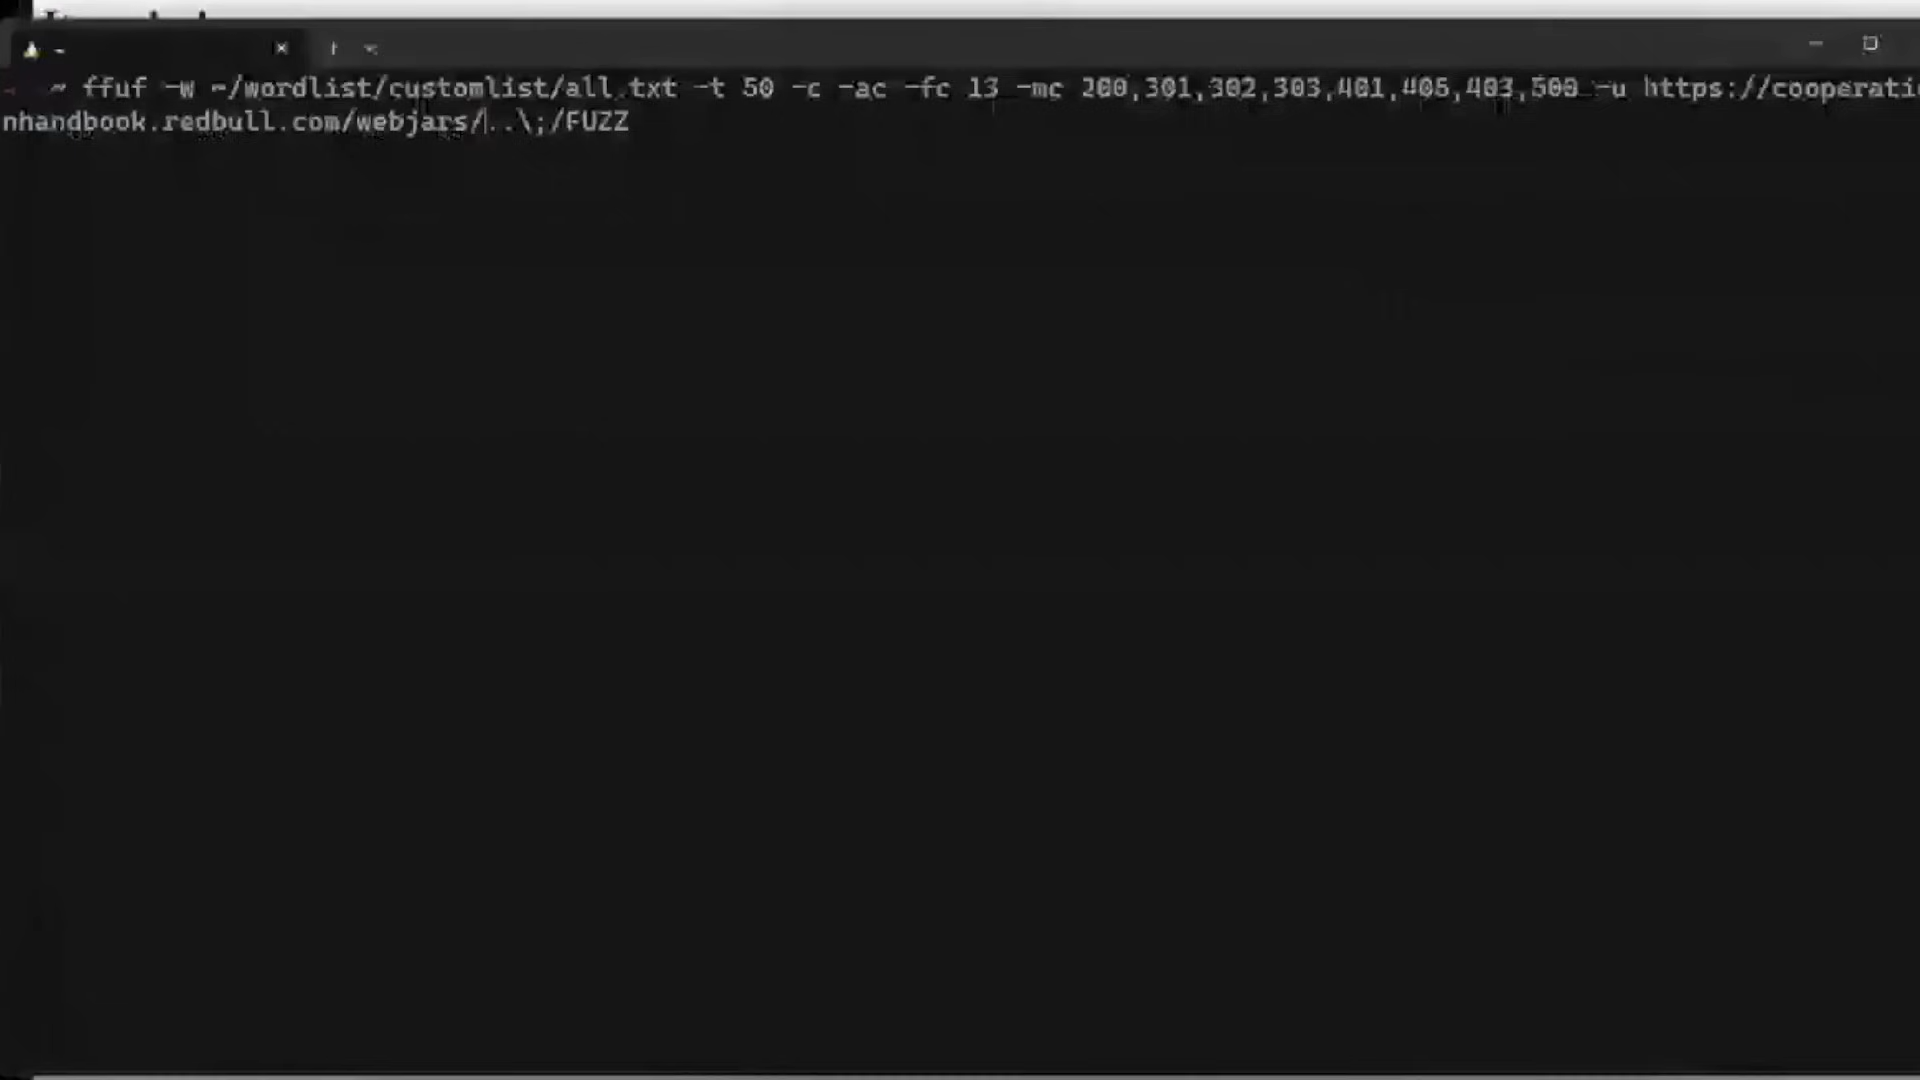 ~ ffuf -w ~/wordlist/customlist/all.txt -t 50 -c -ac -fc 13 -mc 200,301,302,303,401,405,403,500 -u https://cooperatio
nhandbook.redbull.com/webjars/..\;/FUZZ